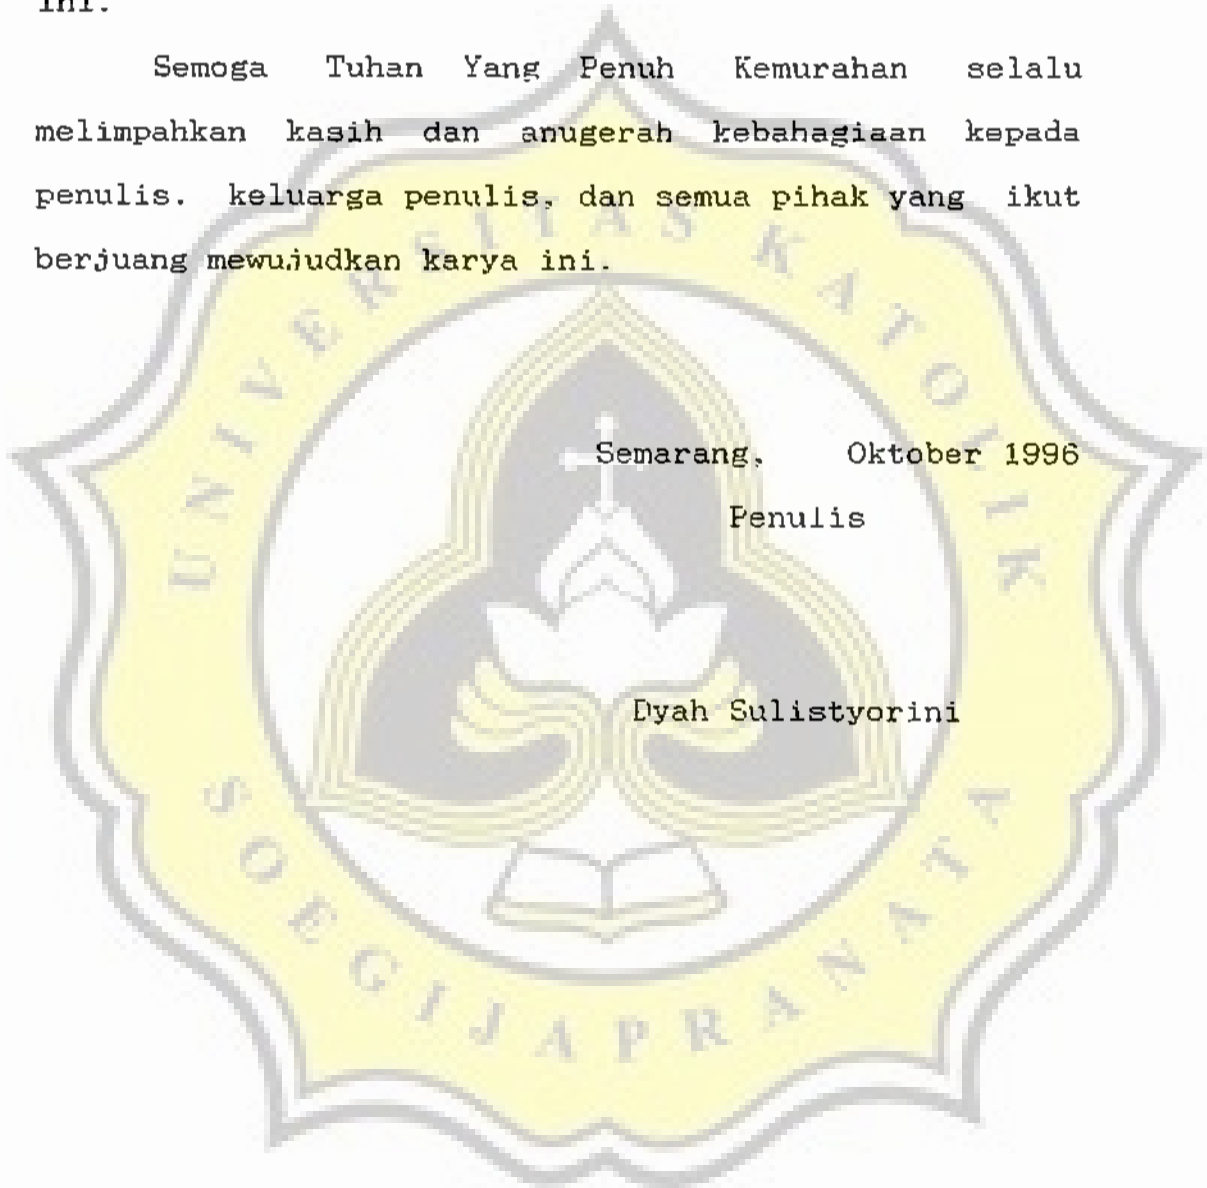 ini.
Semoga Tuhan Yang Penuh Kemurahan selalu
melimpahkan kasih dan anugerah kebahagiaan kepada
penulis. keluarga penulis, dan semua pihak yang ikut
berjuang mewujudkan karya ini.
Semarang, Oktober 1996
Penulis
Dyah Sulistyorini
UNIVERSITAS KATOLIK
SOEGIJAPRANATA